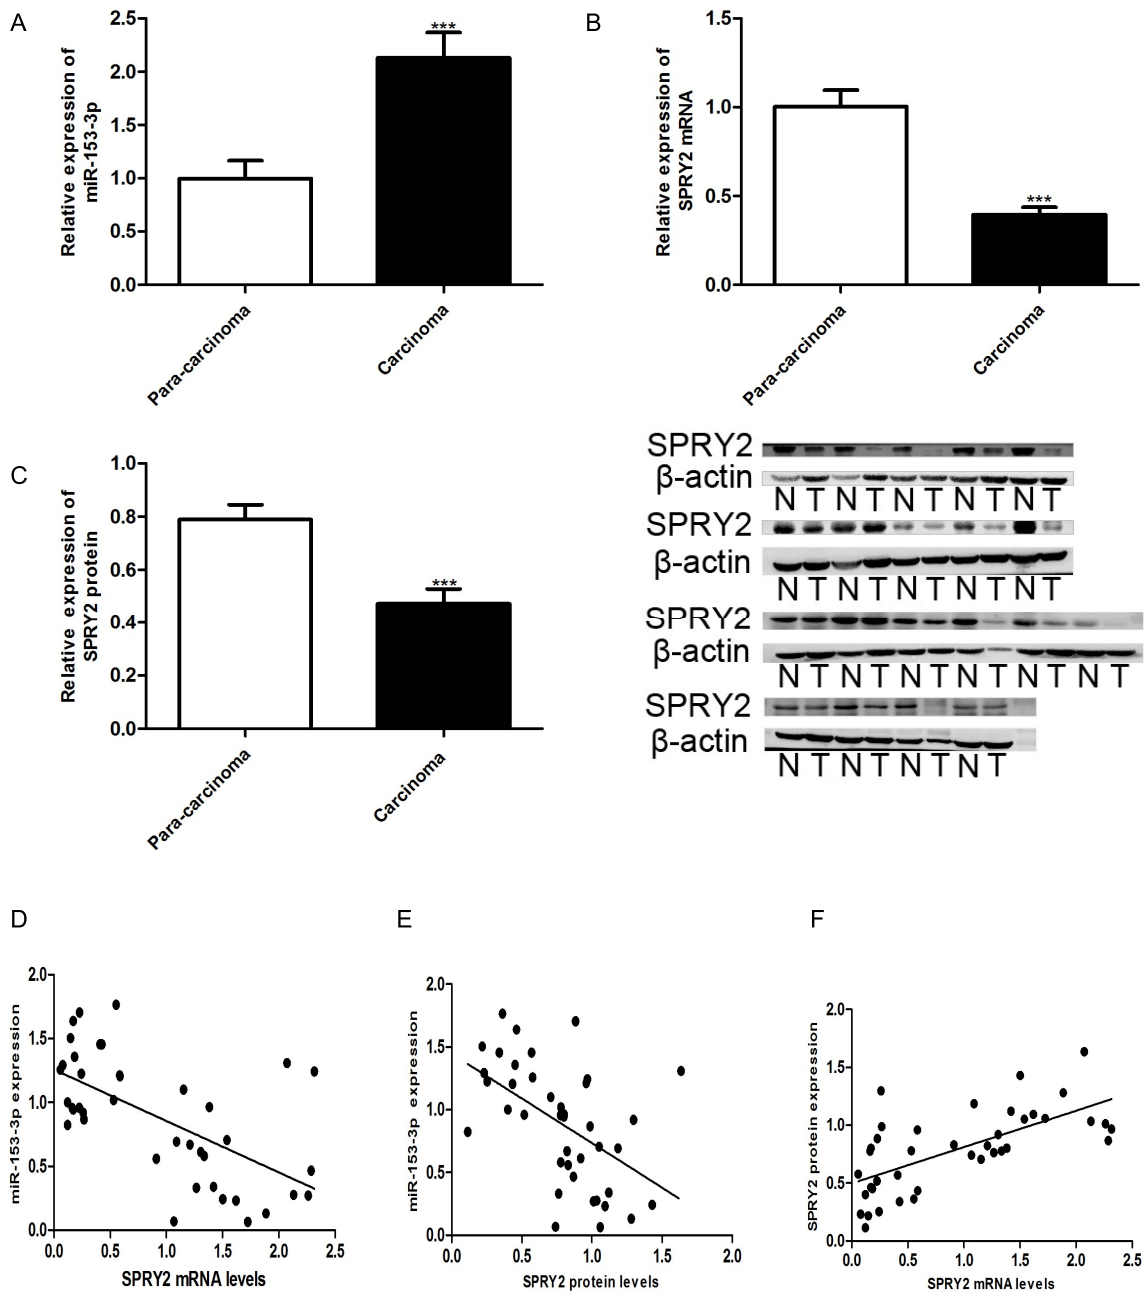 A
Relative expression of
miR-153-3p
2.5
2.0
1.5
1.0
0.5
0.0
***
Para-carcinoma
Carcinoma
B
Relative expression of
SPRY2 mRNA
1.5
1.0
0.5
0.0
***
Para-carcinoma
Carcinoma
C
Relative expression of
SPRY2 protein
1.0
0.8
0.6
0.4
0.2
0.0
***
Para-carcinoma
Carcinoma
SPRY2
β-actin
N T N T N T N T N T
SPRY2
β-actin
N T N T N T N T N T
SPRY2
β-actin
N T N T N T N T N T N T
SPRY2
β-actin
N T N T N T N T
D
miR-153-3p expression
2.0
1.5
1.0
0.5
0.0
0.0 0.5 1.0 1.5 2.0 2.5
SPRY2 mRNA levels
E
miR-153-3p expression
2.0
1.5
1.0
0.5
0.0
0.0 0.5 1.0 1.5 2.0
SPRY2 protein levels
F
SPRY2 protein expression
2.0
1.5
1.0
0.5
0.0
0.0 0.5 1.0 1.5 2.0 2.5
SPRY2 mRNA levels